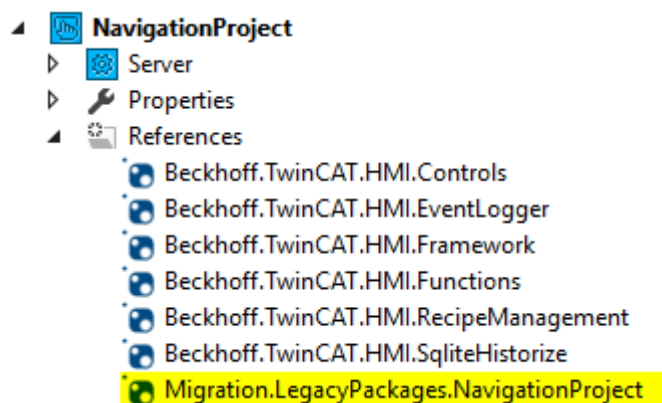 NavigationProject
Server
Properties
References
Beckhoff.TwinCAT.HMI.Controls
Beckhoff.TwinCAT.HMI.EventLogger
Beckhoff.TwinCAT.HMI.Framework
Beckhoff.TwinCAT.HMI.Functions
Beckhoff.TwinCAT.HMI.RecipeManagement
Beckhoff.TwinCAT.HMI.SqliteHistorize
Migration.LegacyPackages.NavigationProject